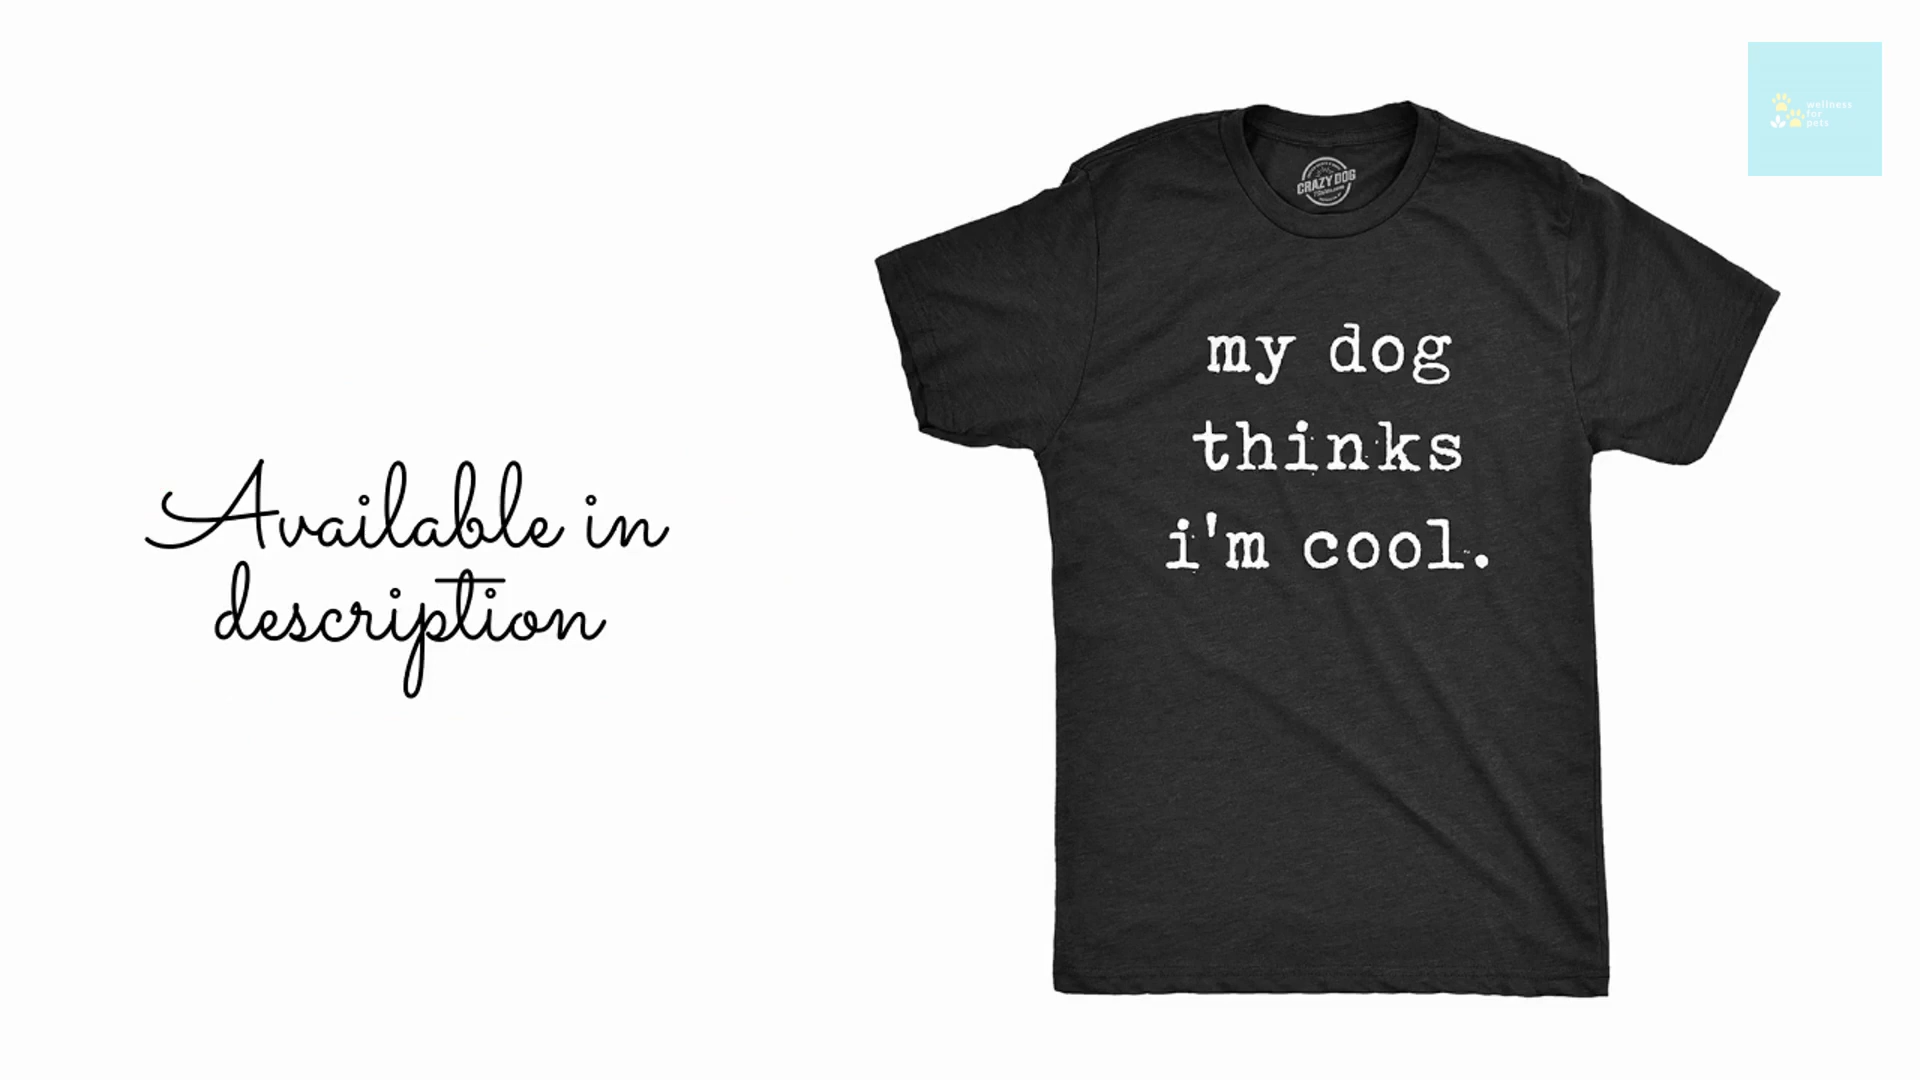 wellness
for
pets
CRAZY DOG
my dog
thinks
i'm cool.
Available in
description